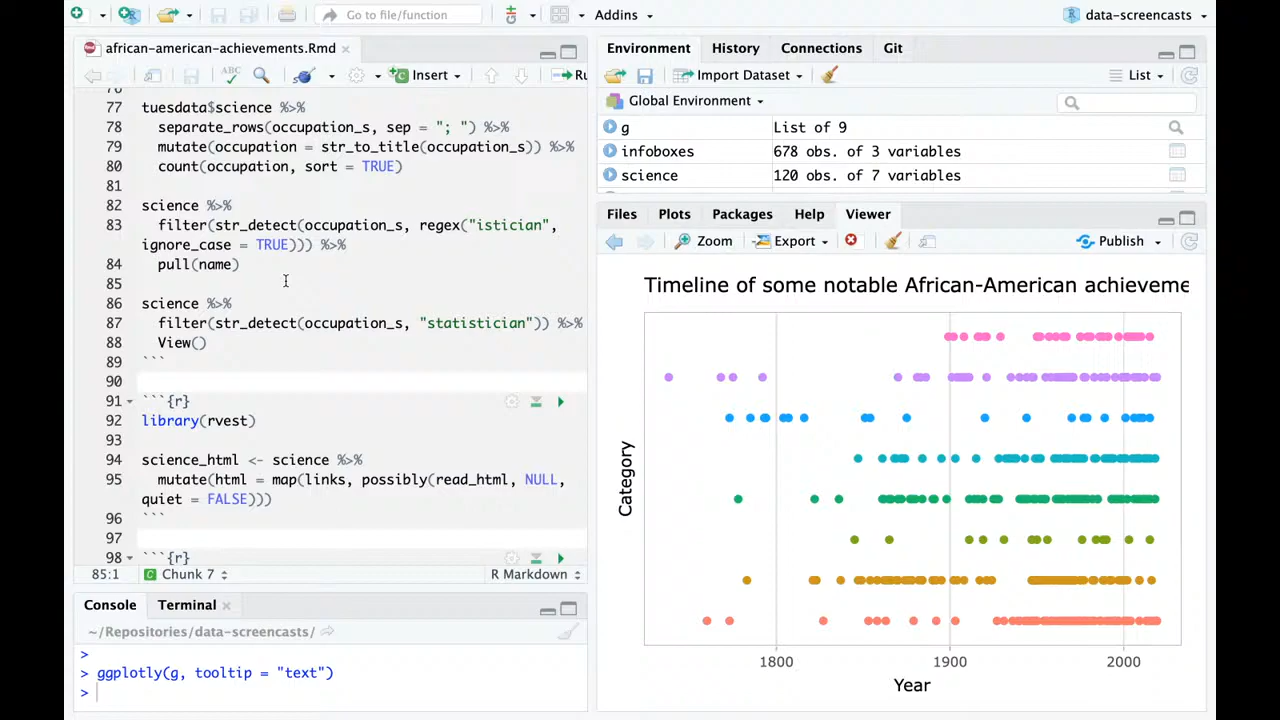 Go to file/function
Addins
data-screencasts
african-american-achievements.Rmd
ABC
Insert
Ru
77 tuesdata$science %>%
78 separate_rows(occupation_s, sep = "; ") %>%
79 mutate(occupation = str_to_title(occupation_s)) %>%
80 count(occupation, sort = TRUE)
81
82 science %>%
83 filter(str_detect(occupation_s, regex("istician",
ignore_case = TRUE))) %>%
84 pull(name)
85
86 science %>%
87 filter(str_detect(occupation_s, "statistician")) %>%
88 View()
89 ```
90
91 ```{r}
92 library(rvest)
93
94 science_html <- science %>%
95 mutate(html = map(links, possibly(read_html, NULL,
quiet = FALSE)))
96 ```
97
98 ```{r}
85:1 Chunk 7 R Markdown
Console Terminal
~/Repositories/data-screencasts/
>
> ggplotly(g, tooltip = "text")
>
Environment History Connections Git
Import Dataset List
Global Environment
g List of 9
infoboxes 678 obs. of 3 variables
science 120 obs. of 7 variables
Files Plots Packages Help Viewer
Zoom Export Publish
Timeline of some notable African-American achieveme
Category
1800 1900 2000
Year